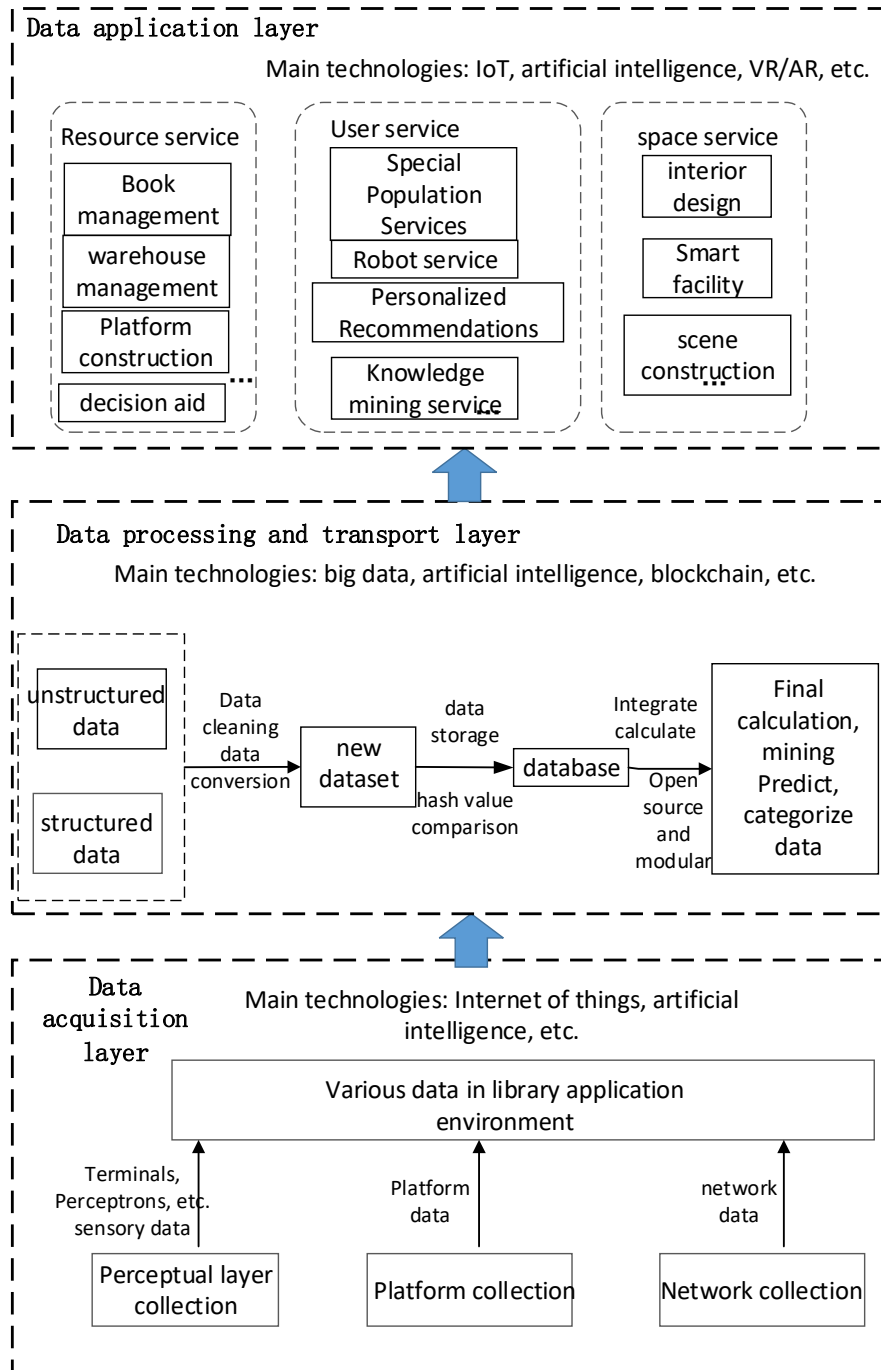 Data application layer
Main technologies: IoT, artificial intelligence, VR/AR, etc.
Resource service
Book
management
warehouse
management
Platform
construction
...
decision aid
User service
Special
Population
Services
Robot service
Personalized
Recommendations
Knowledge
mining service
...
space service
interior
design
Smart
facility
scene
construction
...
Data processing and transport layer
Main technologies: big data, artificial intelligence, blockchain, etc.
unstructured
data
structured
data
Data
cleaning
data
conversion
new
dataset
data
storage
hash value
comparison
database
Integrate
calculate
Open
source
and
modular
Final
calculation,
mining
Predict,
categorize
data
Data
acquisition
layer
Main technologies: Internet of things, artificial
intelligence, etc.
Various data in library application
environment
Terminals,
Perceptrons, etc.
sensory data
Platform
data
network
data
Perceptual layer
collection
Platform collection
Network collection